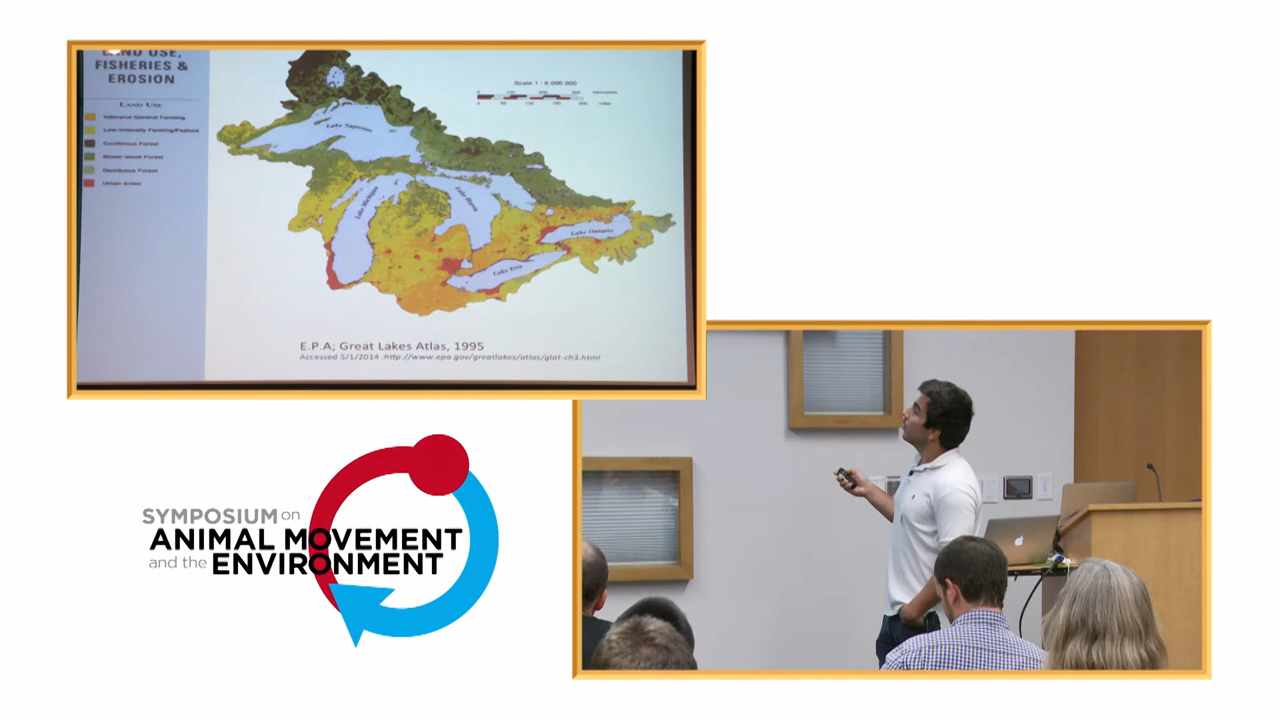 LAND USE,
FISHERIES &
EROSION
LAND USE
Intensive General Farming
Low-intensity Farming/Pasture
Coniferous Forest
Mixed-wood Forest
Deciduous Forest
Urban Areas
Scale 1 : 6 000 000
kilometres
miles
Lake Superior
Lake Michigan
Lake Huron
Lake Ontario
Lake Erie
E.P.A; Great Lakes Atlas, 1995
Accessed 5/1/2014 .http://www.epa.gov/greatlakes/atlas/glat-ch3.html
SYMPOSIUM on
ANIMAL MOVEMENT
and the ENVIRONMENT